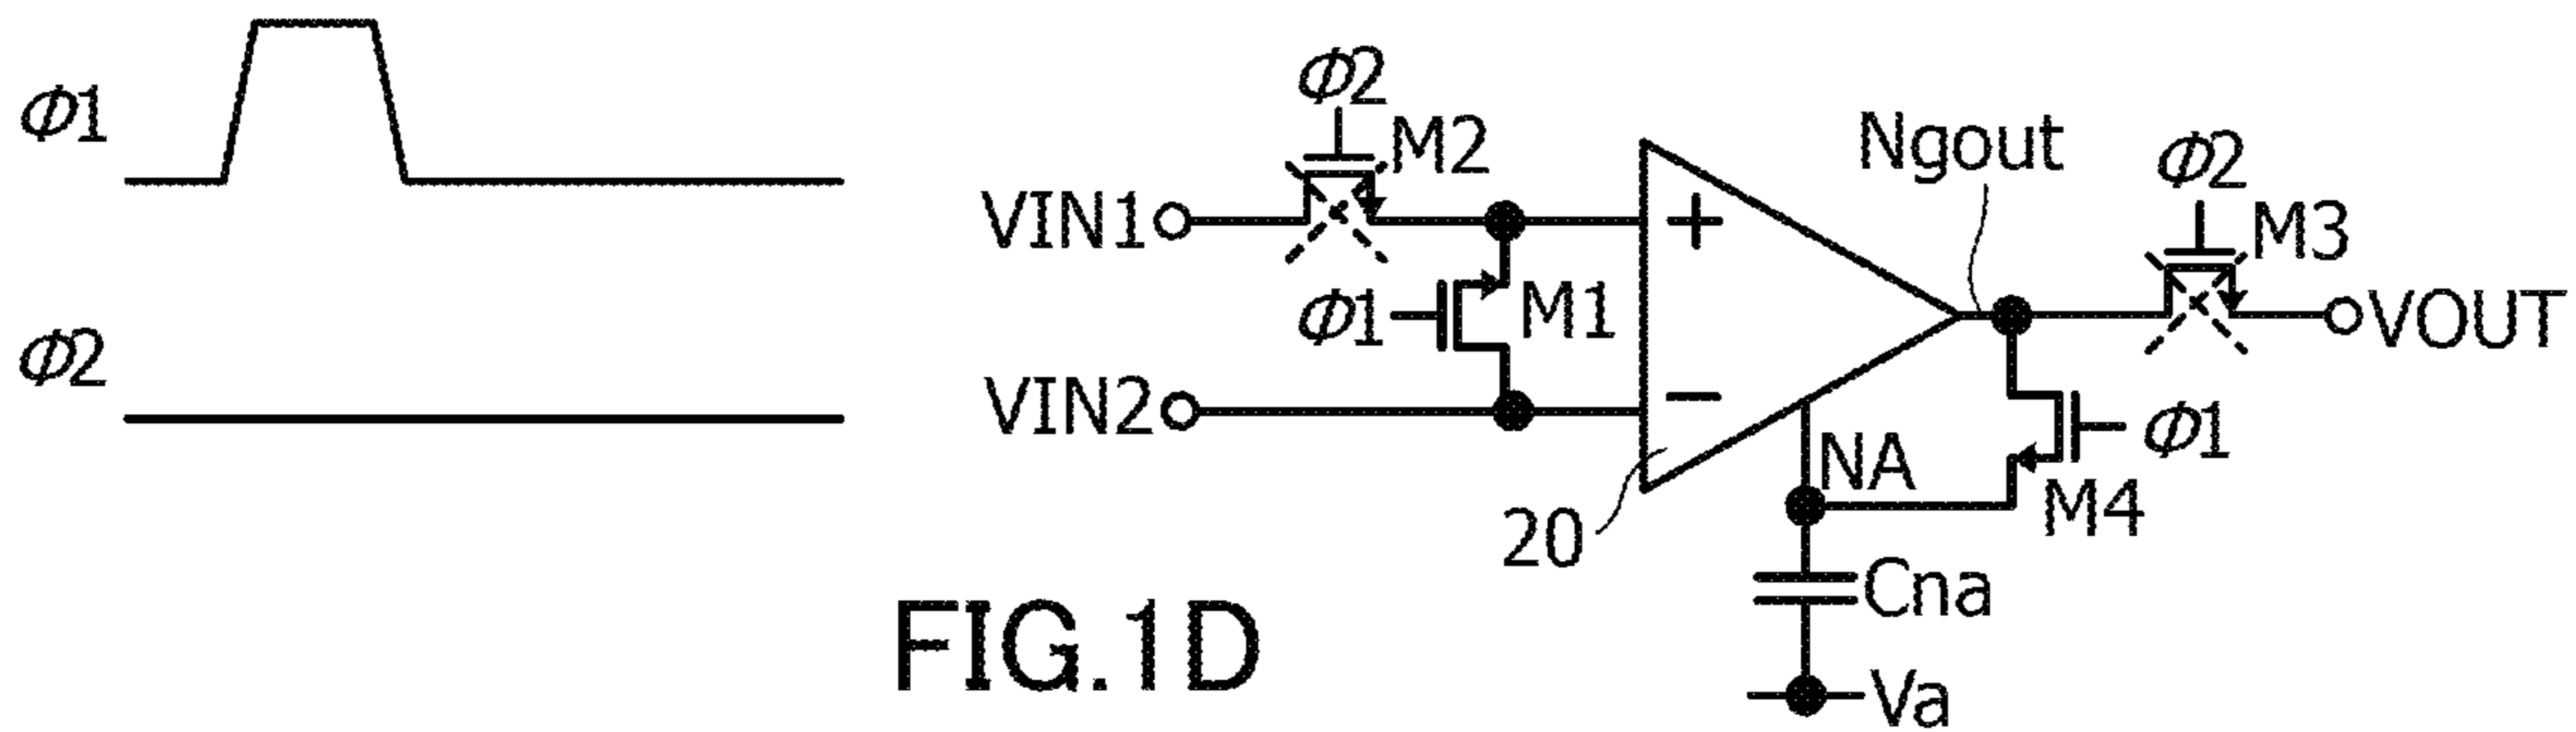 Φ1
Φ2
Φ2
M2
VIN1
Φ1
M1
VIN2
+
−
20
NA
Ngout
Φ2
M3
VOUT
Φ1
M4
Cna
Va
FIG.1D